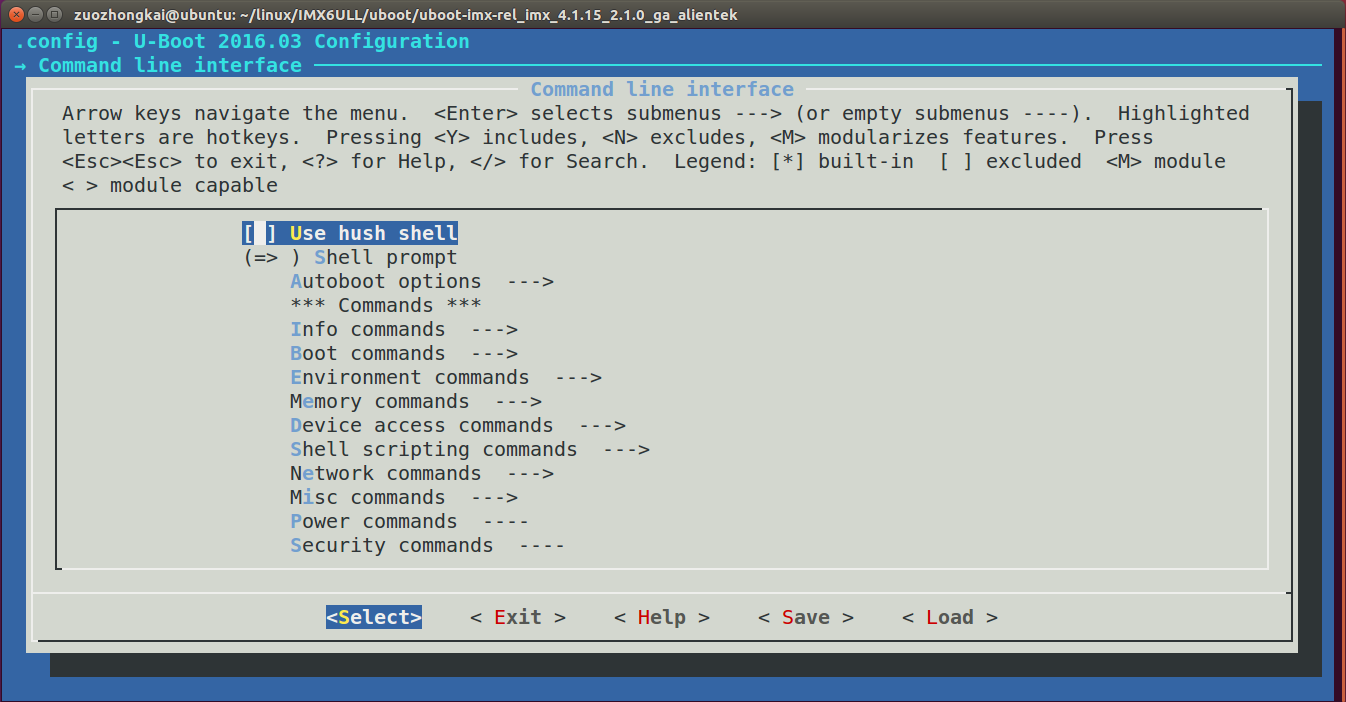 zuozhongkai@ubuntu: ~/linux/IMX6ULL/uboot/uboot-imx-rel_imx_4.1.15_2.1.0_ga_alientek
.config - U-Boot 2016.03 Configuration
→ Command line interface
Command line interface
Arrow keys navigate the menu.  <Enter> selects submenus ---> (or empty submenus ----).  Highlighted
letters are hotkeys.  Pressing <Y> includes, <N> excludes, <M> modularizes features.  Press
<Esc><Esc> to exit, <?> for Help, </> for Search.  Legend: [*] built-in  [ ] excluded  <M> module
< > module capable
[ ] Use hush shell
(=> ) Shell prompt
Autoboot options  --->
*** Commands ***
Info commands  --->
Boot commands  --->
Environment commands  --->
Memory commands  --->
Device access commands  --->
Shell scripting commands  --->
Network commands  --->
Misc commands  --->
Power commands  ----
Security commands  ----
<Select>    < Exit >    < Help >    < Save >    < Load >